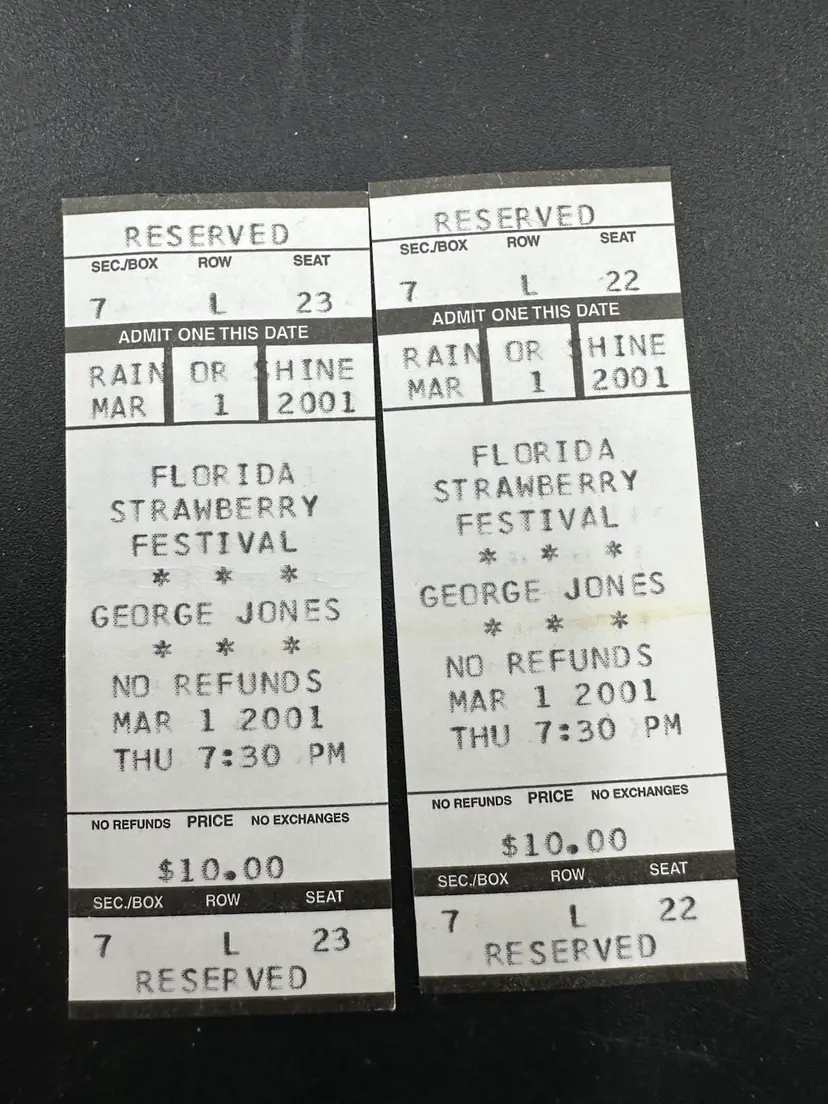 RESERVED
SEC./BOX ROW SEAT
7 L 23
ADMIT ONE THIS DATE
RAIN OR SHINE
MAR 1 2001
FLORIDA
STRAWBERRY
FESTIVAL
* * *
GEORGE JONES
* * *
NO REFUNDS
MAR 1 2001
THU 7:30 PM
NO REFUNDS PRICE NO EXCHANGES
$10.00
SEC./BOX ROW SEAT
7 L 23
RESERVED
RESERVED
SEC./BOX ROW SEAT
7 L 22
ADMIT ONE THIS DATE
RAIN OR SHINE
MAR 1 2001
FLORIDA
STRAWBERRY
FESTIVAL
* * *
GEORGE JONES
* * *
NO REFUNDS
MAR 1 2001
THU 7:30 PM
NO REFUNDS PRICE NO EXCHANGES
$10.00
SEC./BOX ROW SEAT
7 L 22
RESERVED